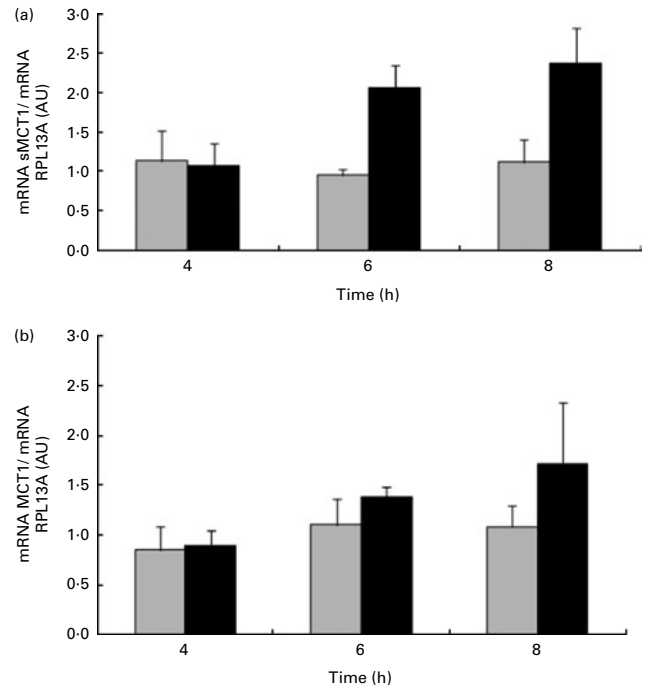 (a)
mRNA sMCT1/ mRNA
RPL13A (AU)
3·0
2·5
2·0
1·5
1·0
0·5
0·0
4 6 8
Time (h)
(b)
mRNA MCT1/ mRNA
RPL13A (AU)
3·0
2·5
2·0
1·5
1·0
0·5
0·0
4 6 8
Time (h)